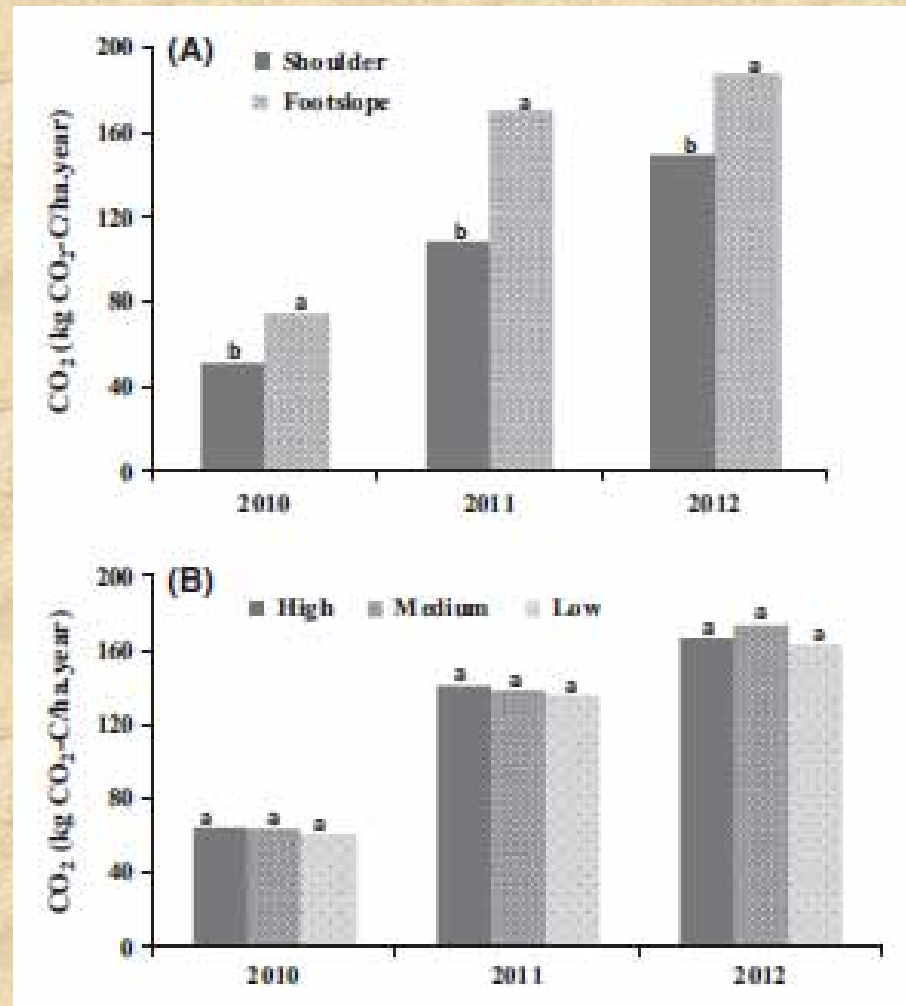 (A)
Shoulder
Footslope
CO₂ (kg CO₂-C/ha.year)
200
160
120
80
40
0
b
a
b
a
b
a
2010 2011 2012
(B)
High Medium Low
CO₂ (kg CO₂-C/ha.year)
200
160
120
80
40
0
a a a
a a a
a a a
2010 2011 2012